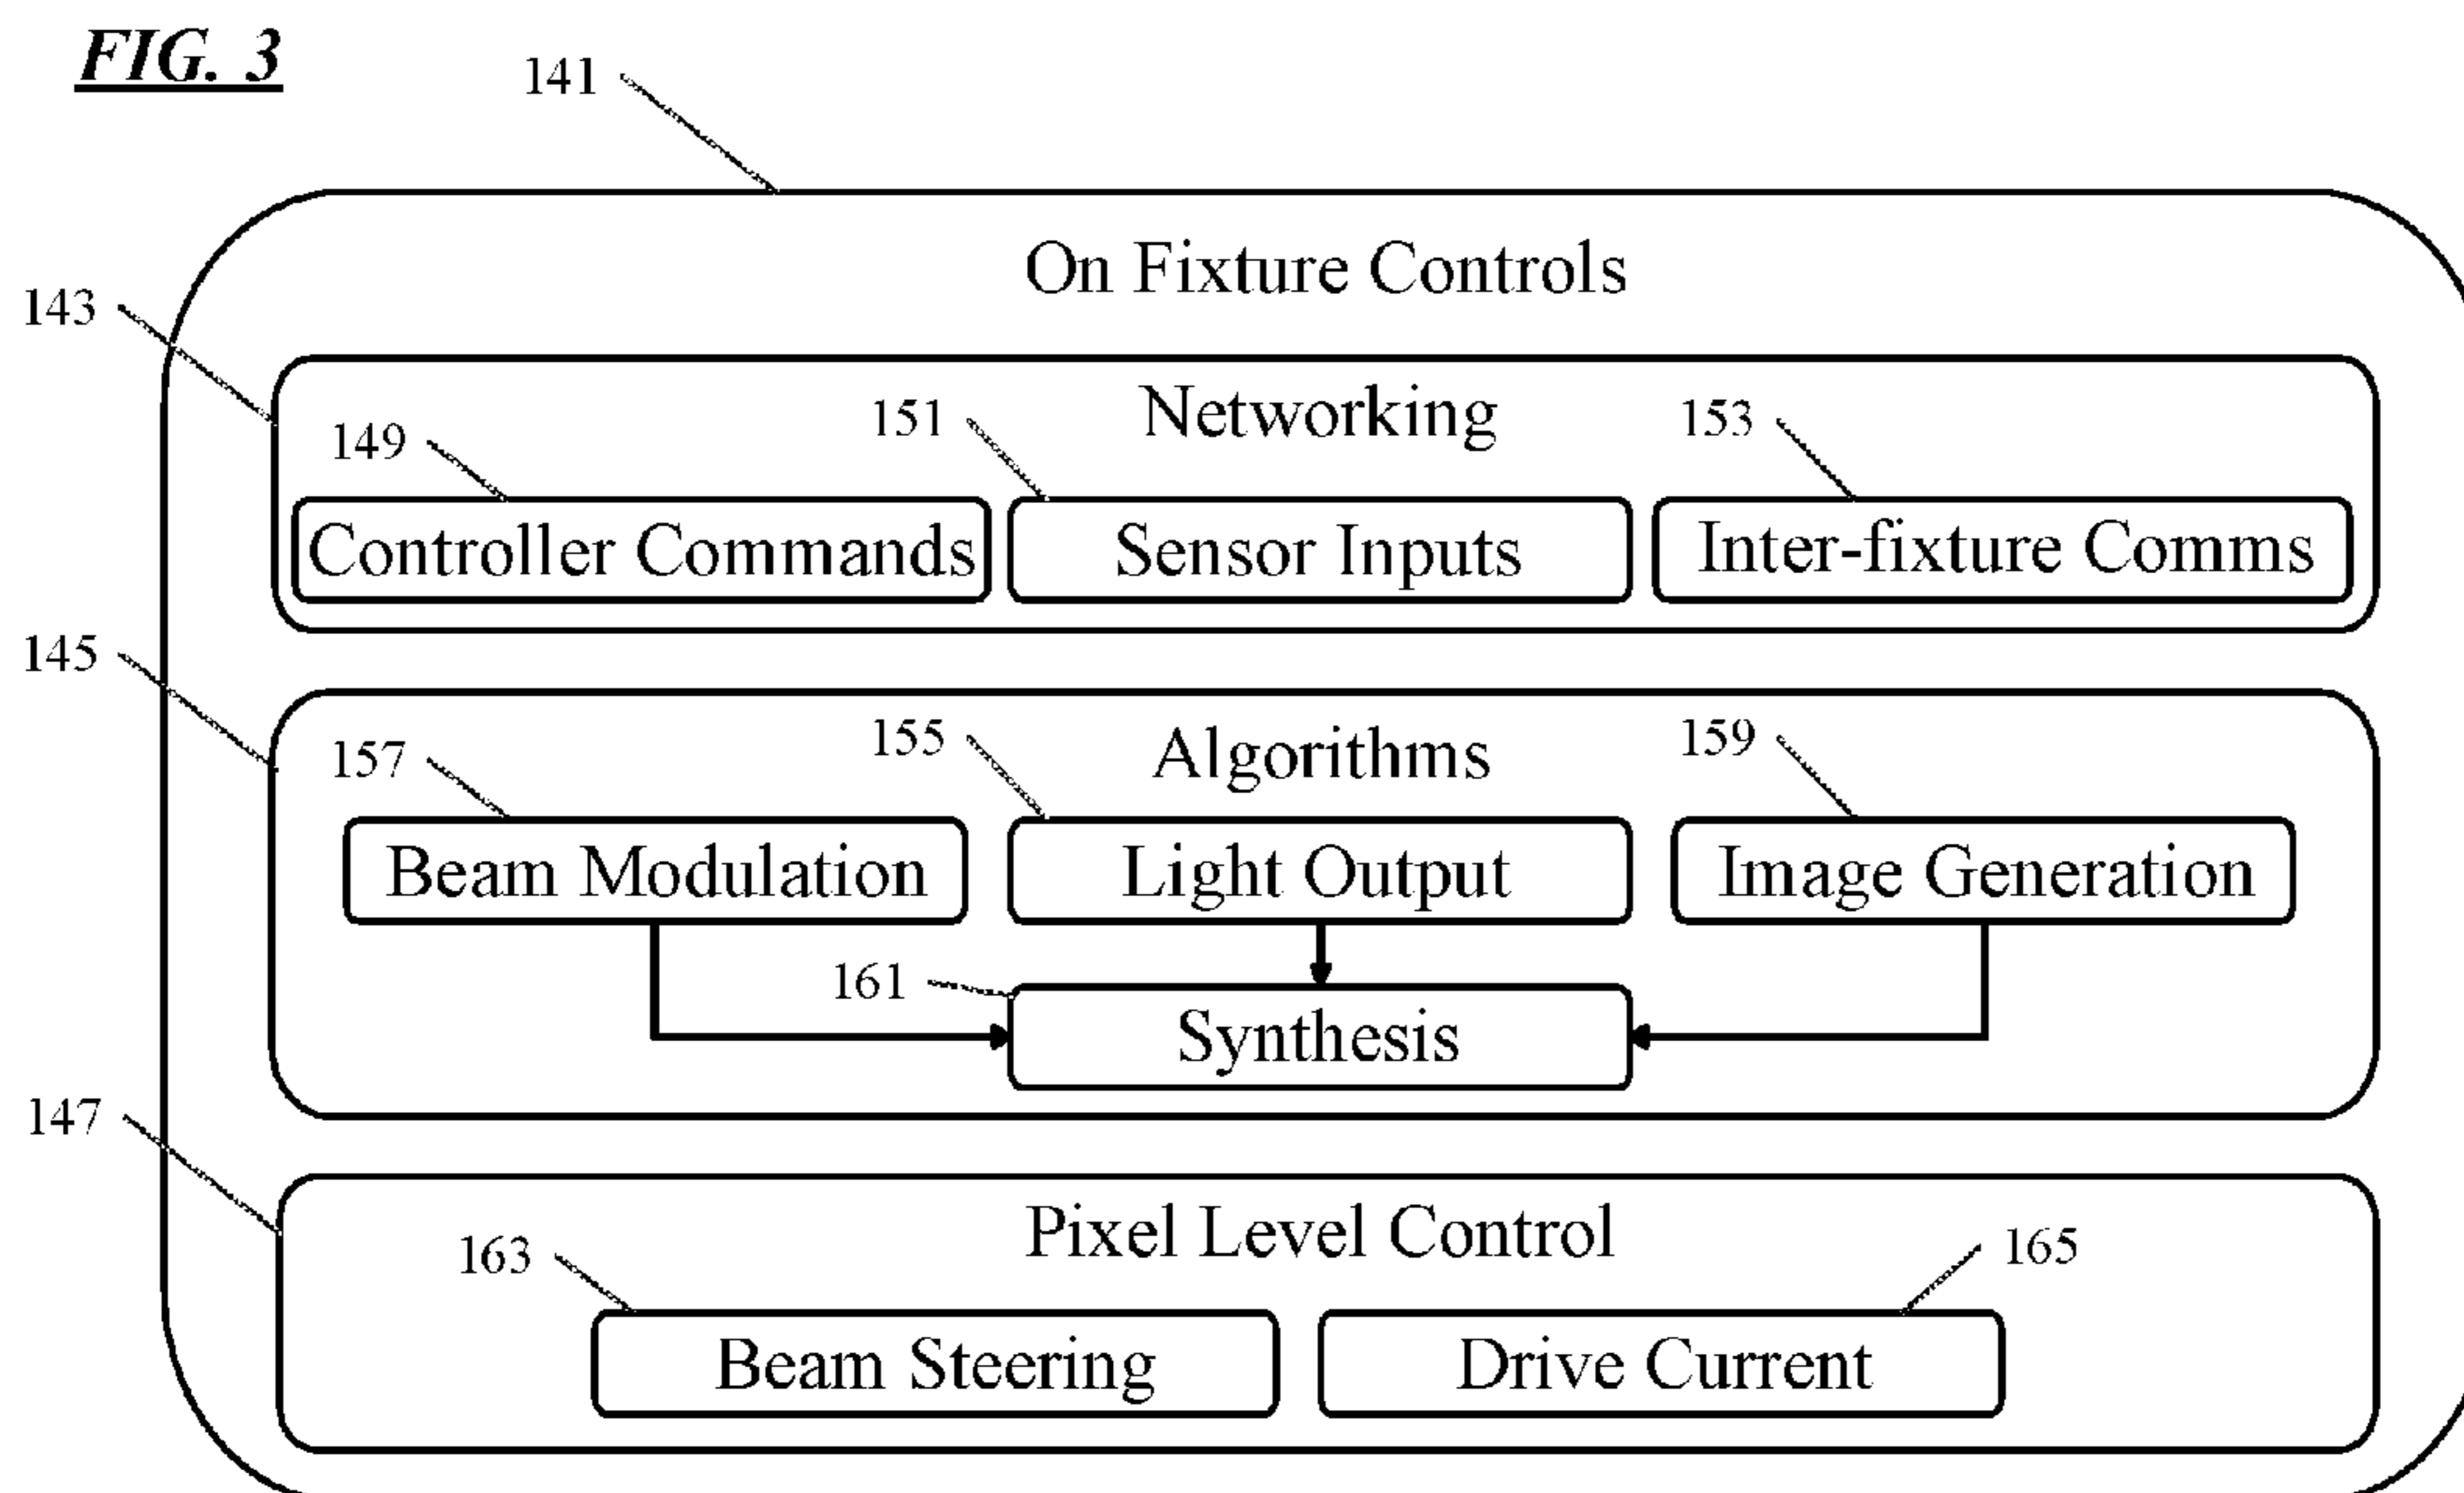 FIG. 3
141
On Fixture Controls
143
Networking
149
151
153
Controller Commands
Sensor Inputs
Inter-fixture Comms
145
Algorithms
157
155
159
Beam Modulation
Light Output
Image Generation
161
Synthesis
147
Pixel Level Control
163
165
Beam Steering
Drive Current